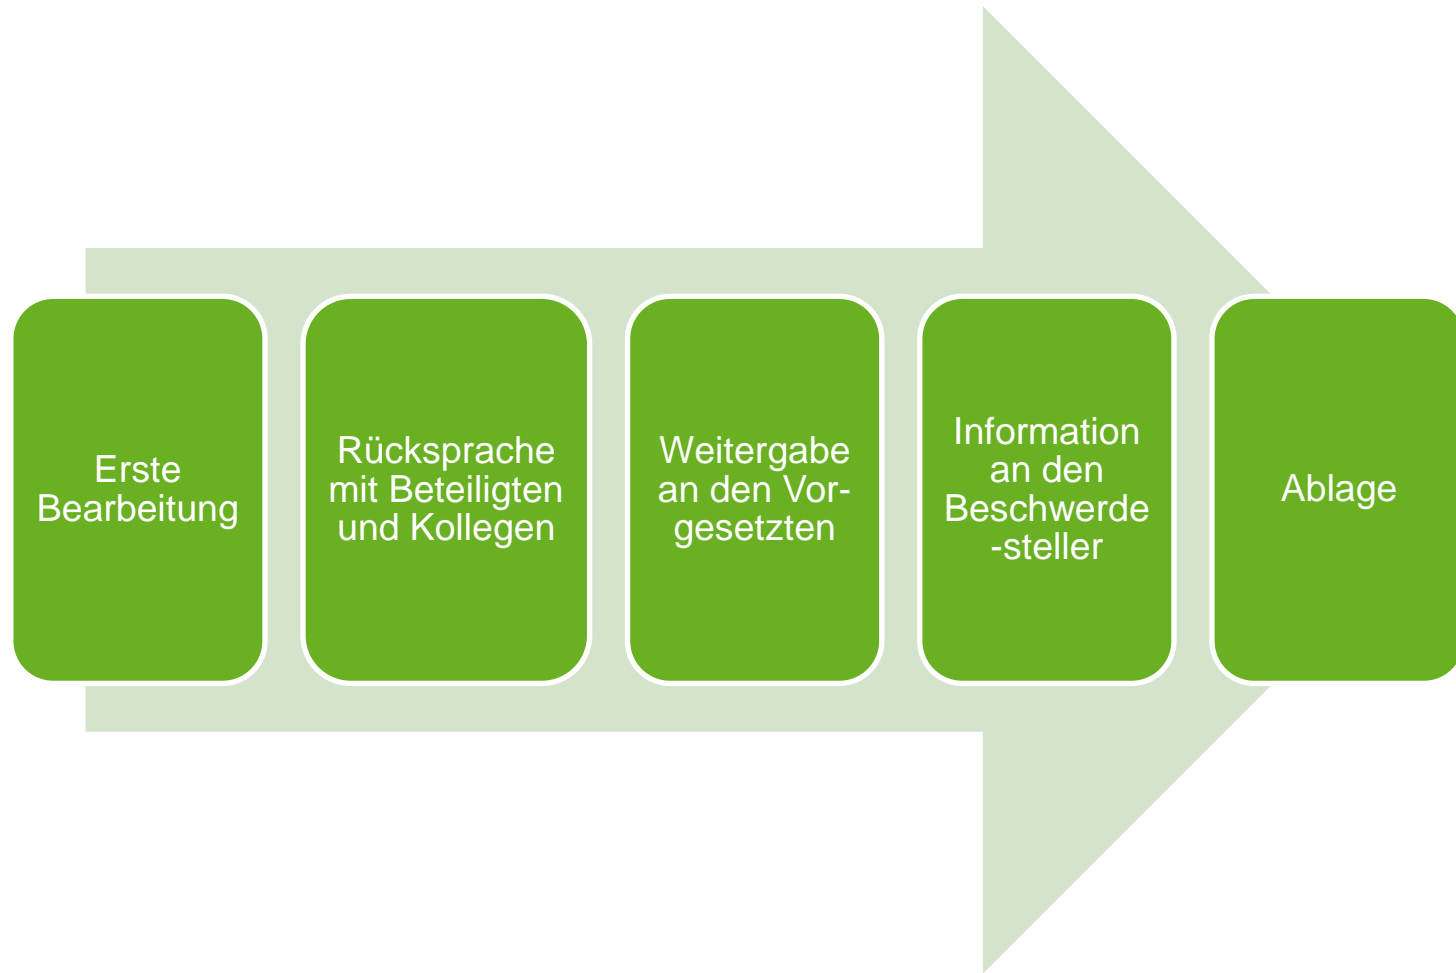 Erste
Bearbeitung
Rücksprache
mit Beteiligten
und Kollegen
Weitergabe
an den Vor-
gesetzten
Information
an den
Beschwerde
-steller
Ablage